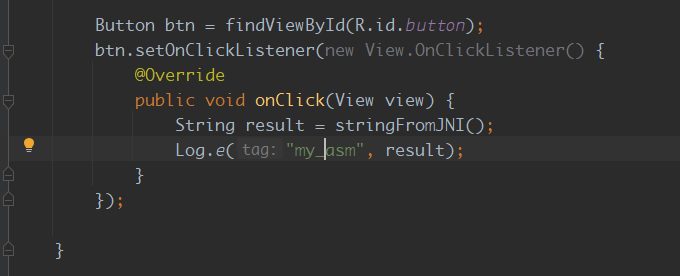 Button btn = findViewById(R.id.button);
btn.setOnClickListener(new View.OnClickListener() {
@Override
public void onClick(View view) {
String result = stringFromJNI();
Log.e( tag: "my_asm", result);
}
});
}